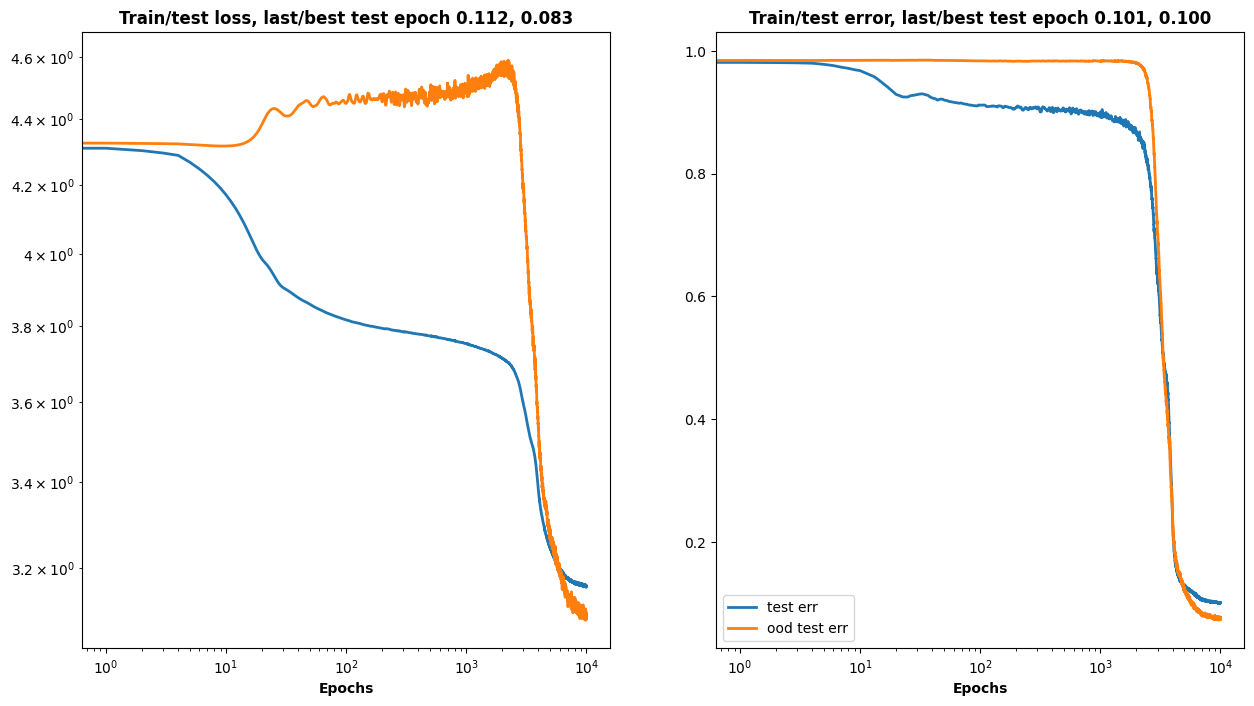 Train/test loss, last/best test epoch 0.112, 0.083
4.6 × 10⁰
4.4 × 10⁰
4.2 × 10⁰
4 × 10⁰
3.8 × 10⁰
3.6 × 10⁰
3.4 × 10⁰
3.2 × 10⁰
10⁰ 10¹ 10² 10³ 10⁴
Epochs
Train/test error, last/best test epoch 0.101, 0.100
1.0
0.8
0.6
0.4
0.2
test err
ood test err
10⁰ 10¹ 10² 10³ 10⁴
Epochs